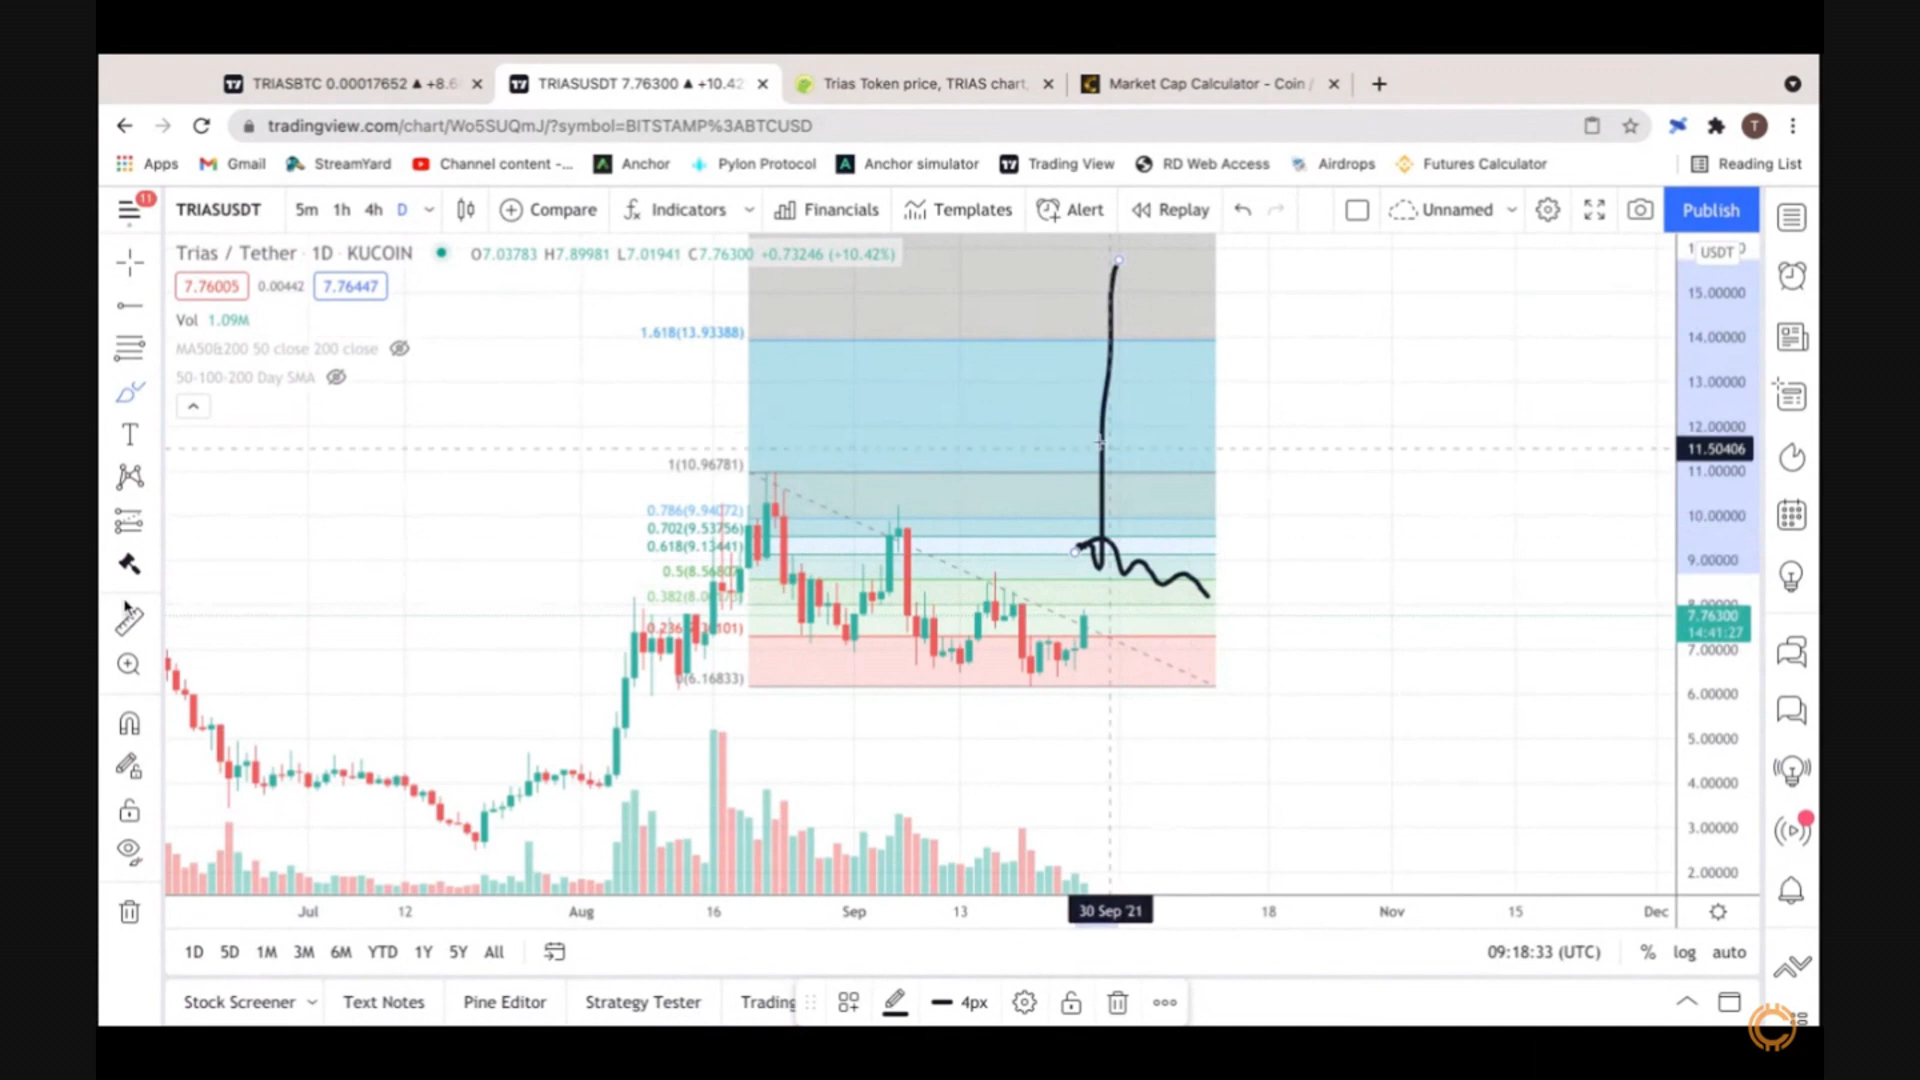 TRIASBTC 0.00017652 ▲ +8.6
TRIASUSDT 7.76300 ▲ +10.42
Trias Token price, TRIAS chart,
Market Cap Calculator - Coin /
tradingview.com/chart/Wo5SUQmJ/?symbol=BITSTAMP%3ABTCUSD
T
Apps
Gmail
StreamYard
Channel content -...
Anchor
Pylon Protocol
Anchor simulator
Trading View
RD Web Access
Airdrops
Futures Calculator
Reading List
11
TRIASUSDT
5m 1h 4h D
Compare
Indicators
Financials
Templates
Alert
Replay
Unnamed
Publish
Trias / Tether · 1D · KUCOIN
O7.03783 H7.89981 L7.01941 C7.76300 +0.73246 (+10.42%)
7.76005 0.00442 7.76447
Vol 1.09M
MA50&200 50 close 200 close
50-100-200 Day SMA
1.618(13.93388)
1(10.96781)
0.786(9.94072)
0.702(9.53756)
0.618(9.13441)
0.5(8.56807)
USDT
15.00000
14.00000
13.00000
12.00000
11.50406
11.00000
10.00000
9.00000
8.00000
7.76300
14:41:27
7.00000
6.00000
5.00000
4.00000
3.00000
2.00000
Jul 12 Aug 16 Sep 13 30 Sep '21 18 Nov 15 Dec
1D 5D 1M 3M 6M YTD 1Y 5Y All
09:18:33 (UTC) % log auto
Stock Screener
Text Notes
Pine Editor
Strategy Tester
Trading
4px